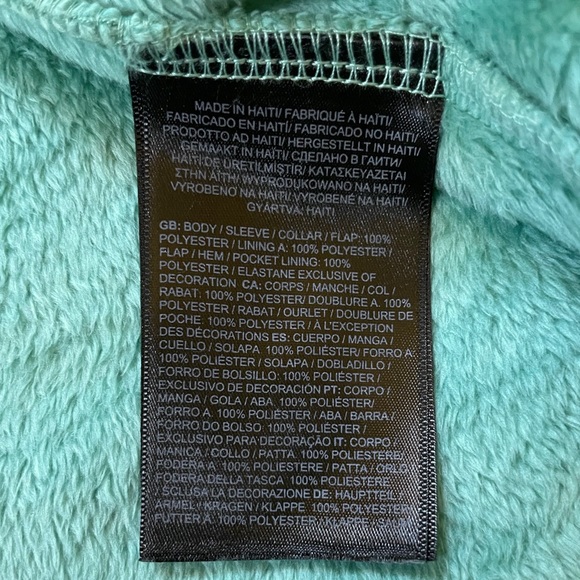 MADE IN HAITI/ FABRIQUÉ À HAÏTI/
FABRICADO EN HAITÍ/ FABRICADO NO HAITI/
PRODOTTO AD HAITI/ HERGESTELLT IN HAITI/
GEMAAKT IN HAÏTI/ СДЕЛАНО В ГАИТИ/
HAITI DE ÜRETILMIŞTIR/ ΚΑΤΑΣΚΕΥΑΖΕΤΑΙ
ΣΤΗΝ ΑΪΤΗ/ WYPRODUKOWANO NA HAITI/
VYROBENO NA HAITI/ VYROBENÉ NA HAITI/
GYÁRTVA: HAITI
GB: BODY / SLEEVE / COLLAR / FLAP: 100%
POLYESTER / LINING A: 100% POLYESTER /
FLAP / HEM / POCKET LINING: 100%
POLYESTER / ELASTANE EXCLUSIVE OF
DECORATION CA: CORPS / MANCHE / COL /
RABAT: 100% POLYESTER/ DOUBLURE A. 100%
POLYESTER / RABAT / OURLET / DOUBLURE DE
POCHE. 100% POLYESTER / À L'EXCEPTION
DES DÉCORATIONS ES: CUERPO / MANGA /
CUELLO / SOLAPA. 100% POLIÉSTER/ FORRO A:
100% POLIÉSTER / SOLAPA / DOBLADILLO /
FORRO DE BOLSILLO: 100% POLIÉSTER /
EXCLUSIVO DE DECORACIÓN PT: CORPO /
MANGA / GOLA / ABA. 100% POLIÉSTER/
FORRO A. 100% POLIÉSTER / ABA / BARRA /
FORRO DO BOLSO: 100% POLIÉSTER /
EXCLUSIVO PARA DECORAÇÃO IT: CORPO /
MANICA / COLLO / PATTA. 100% POLIESTERE/
FODERA A. 100% POLIESTERE / PATTA / ORLO /
FODERA DELLA TASCA. 100% POLIESTERE
/ SCLUSA LA DECORAZIONE DE: HAUPTTEIL /
ÄRMEL / KRAGEN / KLAPPE. 100% POLYESTER/
FUTTER A. 100% POLYESTER / KLAPPE / SAUM /